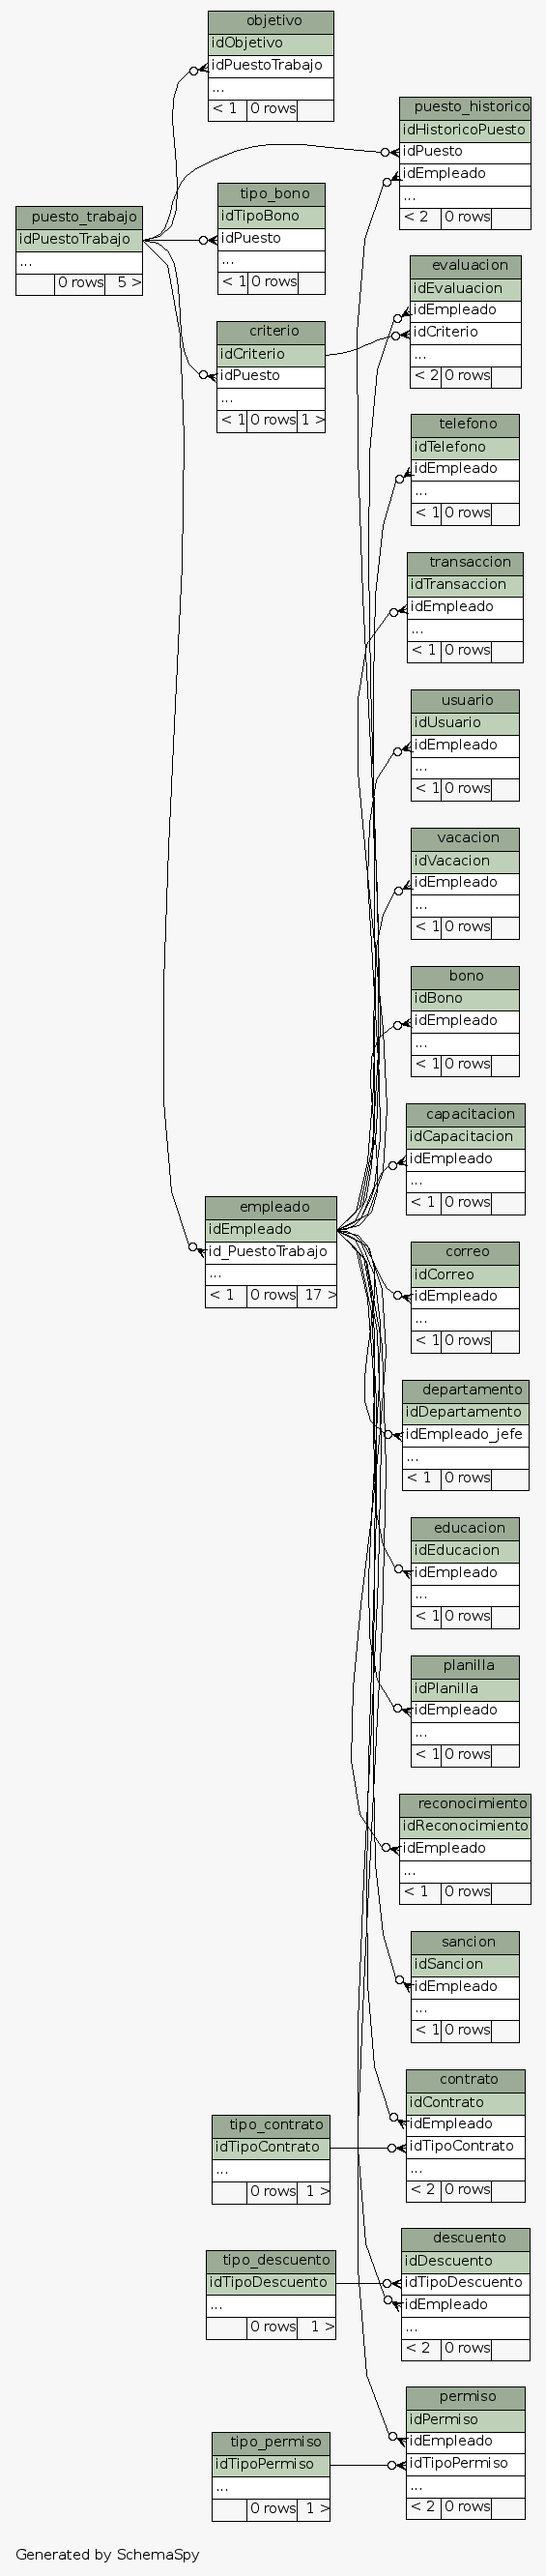 objetivo
idObjetivo
idPuestoTrabajo
...
< 1 0 rows
puesto_historico
idHistoricoPuesto
idPuesto
idEmpleado
...
< 2 0 rows
tipo_bono
idTipoBono
idPuesto
...
< 1 0 rows
puesto_trabajo
idPuestoTrabajo
...
0 rows 5 >
evaluacion
idEvaluacion
idEmpleado
idCriterio
...
< 2 0 rows
criterio
idCriterio
idPuesto
...
< 1 0 rows 1 >
telefono
idTelefono
idEmpleado
...
< 1 0 rows
transaccion
idTransaccion
idEmpleado
...
< 1 0 rows
usuario
idUsuario
idEmpleado
...
< 1 0 rows
vacacion
idVacacion
idEmpleado
...
< 1 0 rows
bono
idBono
idEmpleado
...
< 1 0 rows
capacitacion
idCapacitacion
idEmpleado
...
< 1 0 rows
empleado
idEmpleado
id_PuestoTrabajo
...
< 1 0 rows 17 >
correo
idCorreo
idEmpleado
...
< 1 0 rows
departamento
idDepartamento
idEmpleado_jefe
...
< 1 0 rows
educacion
idEducacion
idEmpleado
...
< 1 0 rows
planilla
idPlanilla
idEmpleado
...
< 1 0 rows
reconocimiento
idReconocimiento
idEmpleado
...
< 1 0 rows
sancion
idSancion
idEmpleado
...
< 1 0 rows
contrato
idContrato
idEmpleado
idTipoContrato
...
< 2 0 rows
tipo_contrato
idTipoContrato
...
0 rows 1 >
descuento
idDescuento
idTipoDescuento
idEmpleado
...
< 2 0 rows
tipo_descuento
idTipoDescuento
...
0 rows 1 >
permiso
idPermiso
idEmpleado
idTipoPermiso
...
< 2 0 rows
tipo_permiso
idTipoPermiso
...
0 rows 1 >
Generated by SchemaSpy